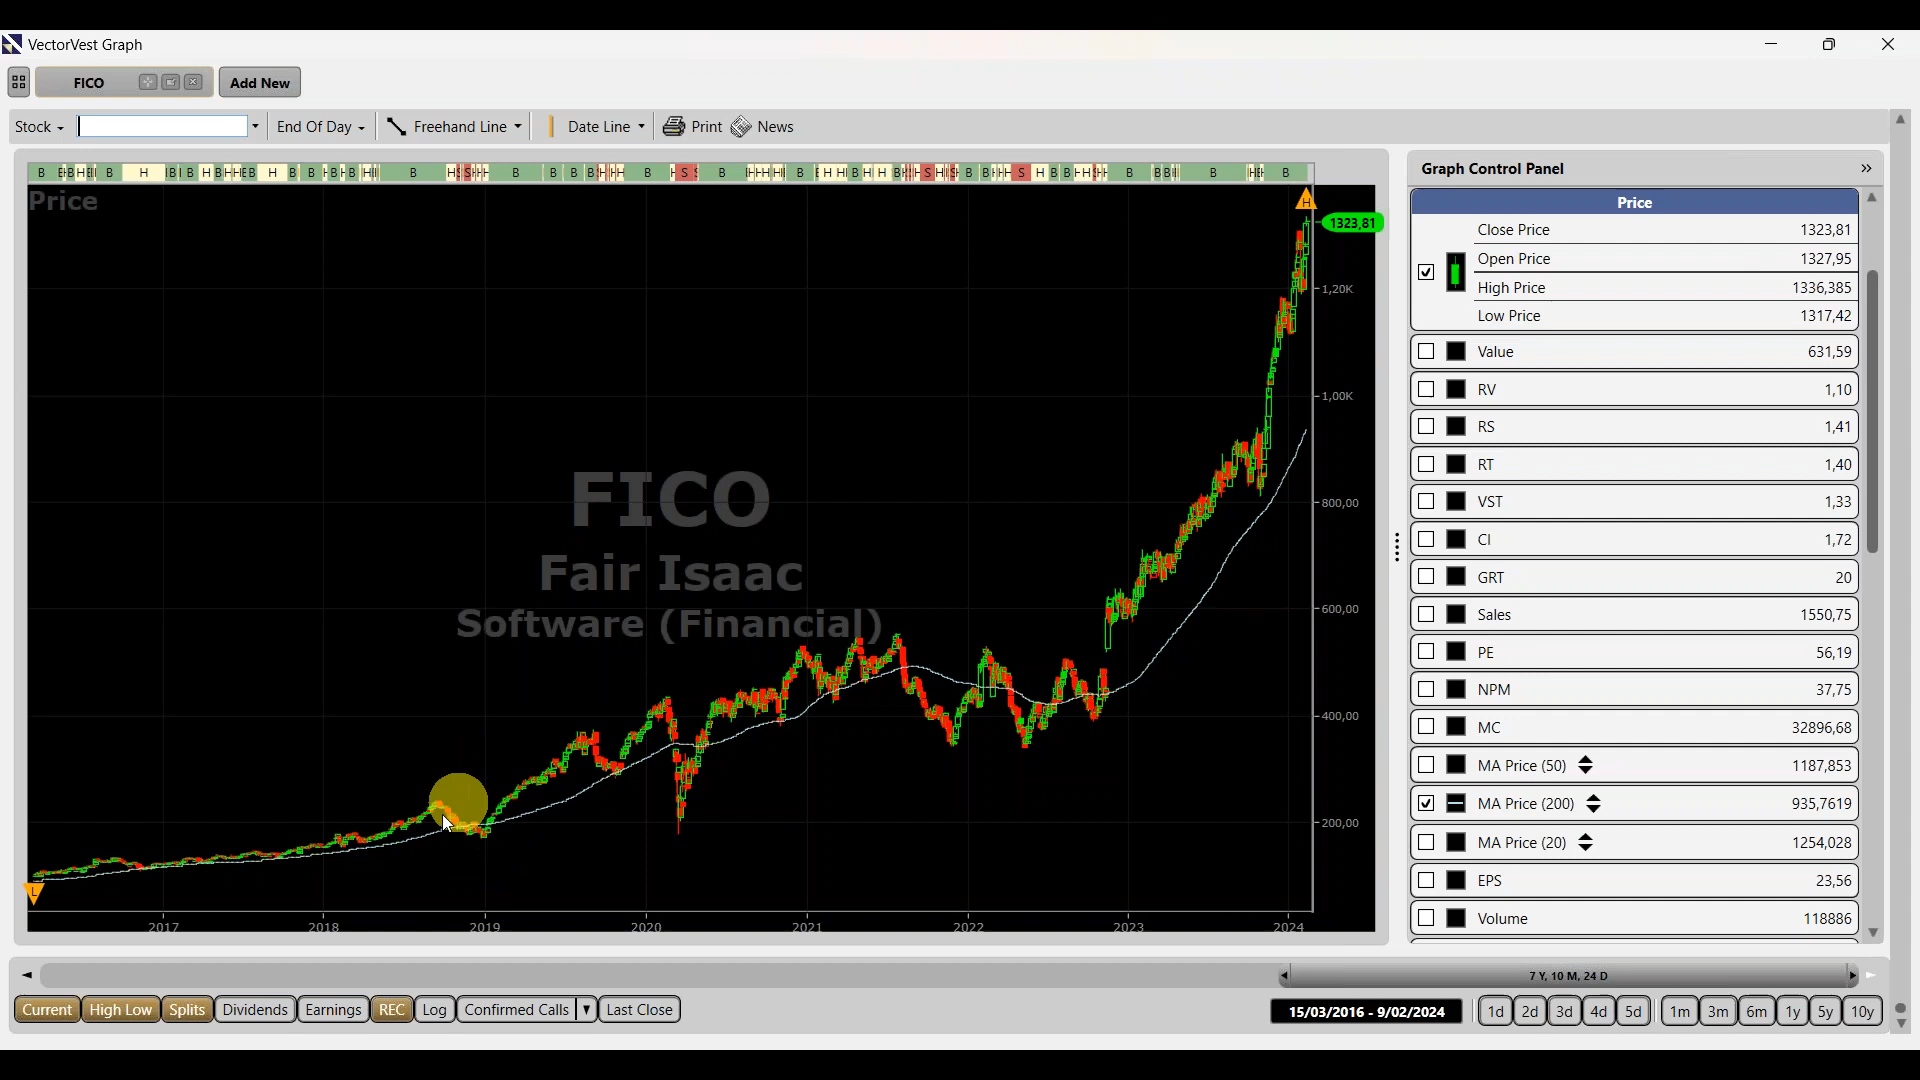 VectorVest Graph
FICO Add New
Stock End Of Day Freehand Line Date Line Print News
Price
H
1323,81
1,20K
1,00K
800,00
600,00
400,00
200,00
FICO
Fair Isaac
Software (Financial)
L
2017 2018 2019 2020 2021 2022 2023 2024
Graph Control Panel »
Price
Close Price 1323,81
Open Price 1327,95
High Price 1336,385
Low Price 1317,42
Value 631,59
RV 1,10
RS 1,41
RT 1,40
VST 1,33
CI 1,72
GRT 20
Sales 1550,75
PE 56,19
NPM 37,75
MC 32896,68
MA Price (50) 1187,853
MA Price (200) 935,7619
MA Price (20) 1254,028
EPS 23,56
Volume 118886
7 Y, 10 M, 24 D
Current High Low Splits Dividends Earnings REC Log Confirmed Calls Last Close 15/03/2016 - 9/02/2024 1d 2d 3d 4d 5d 1m 3m 6m 1y 5y 10y